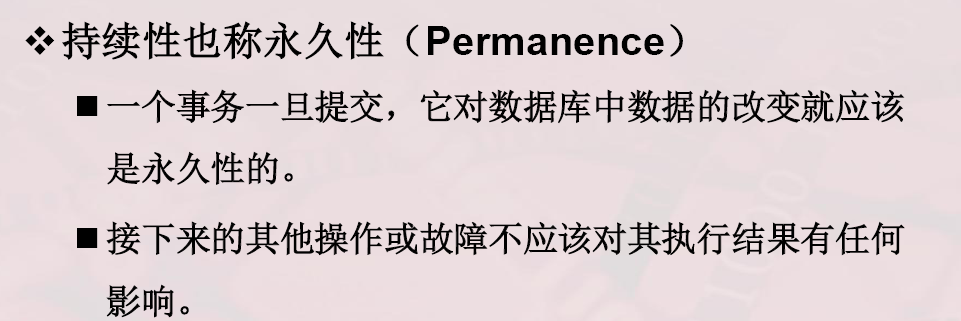 ❖持续性也称永久性（Permanence）
■一个事务一旦提交，它对数据库中数据的改变就应该
是永久性的。
■接下来的其他操作或故障不应该对其执行结果有任何
影响。